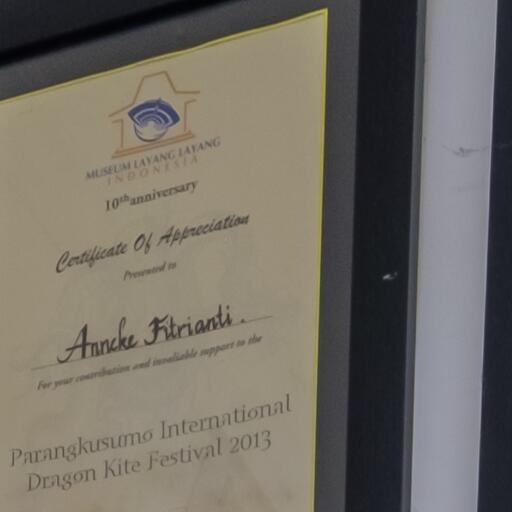 MUSEUM LAYANG LAYANG
INDONESIA
10th anniversary
Certificate Of Appreciation
Presented to
Anneke Fitrianti.
For your contribution and invaliable support to the
Parangkusumo International
Dragon Kite Festival 2013